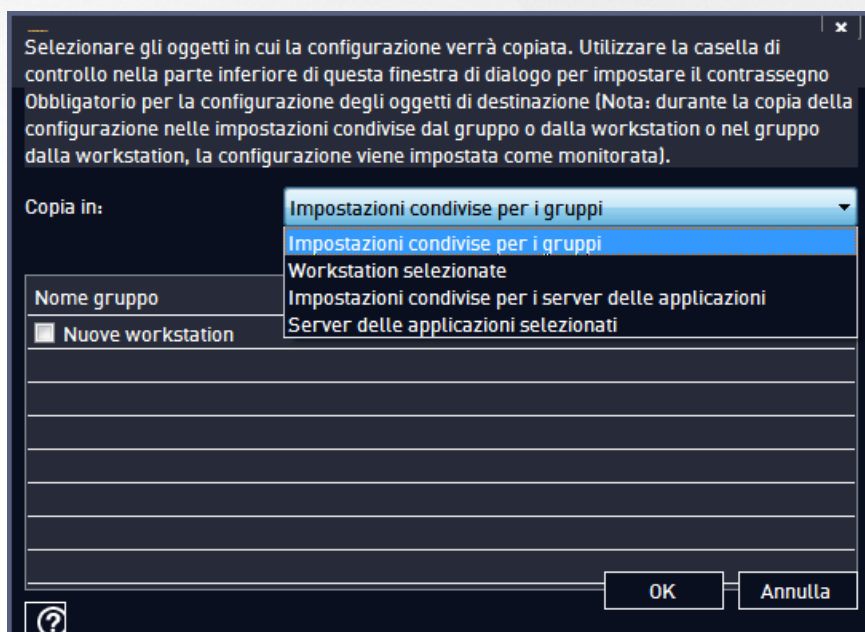 Selezionare gli oggetti in cui la configurazione verrà copiata. Utilizzare la casella di
controllo nella parte inferiore di questa finestra di dialogo per impostare il contrassegno
Obbligatorio per la configurazione degli oggetti di destinazione (Nota: durante la copia della
configurazione nelle impostazioni condivise dal gruppo o dalla workstation o nel gruppo
dalla workstation, la configurazione viene impostata come monitorata).
Copia in:
Impostazioni condivise per i gruppi
Impostazioni condivise per i gruppi
Workstation selezionate
Impostazioni condivise per i server delle applicazioni
Server delle applicazioni selezionati
Nome gruppo
Nuove workstation
OK
Annulla